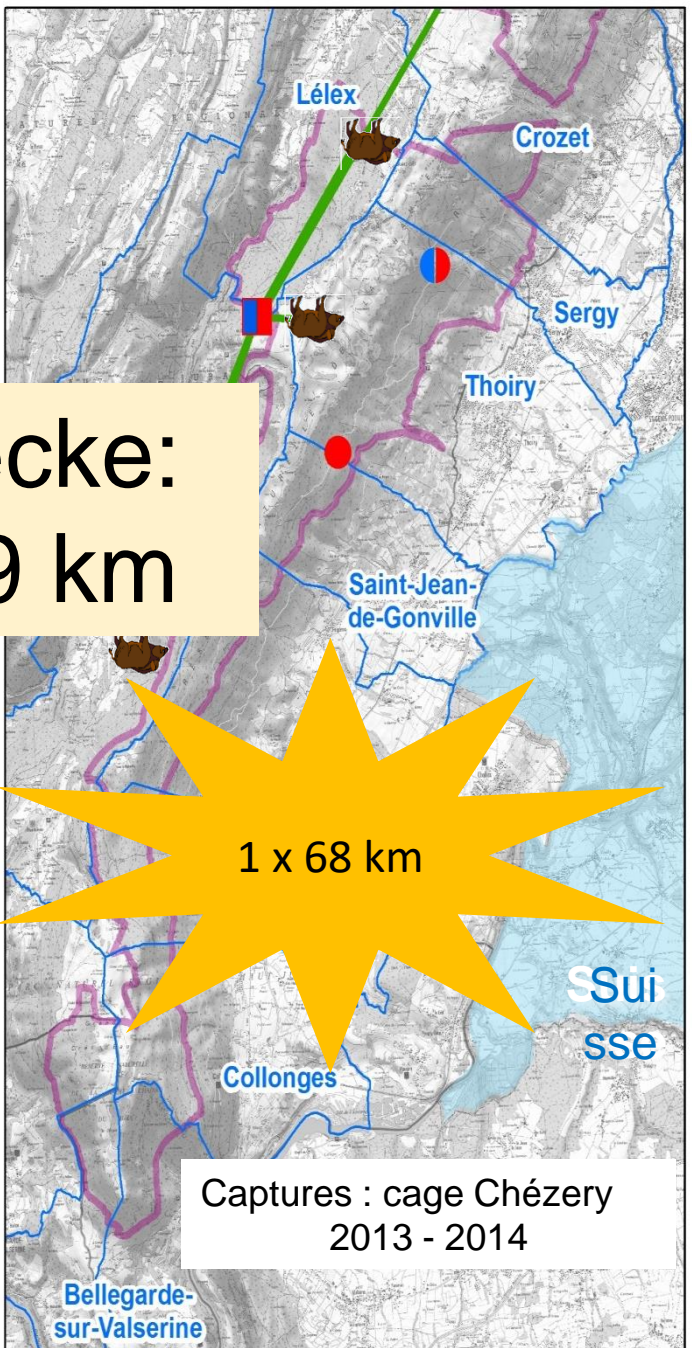 Lélex
Crozet
Sergy
Thoiry
ecke:
9 km
Saint-Jean-
de-Gonville
1 x 68 km
Sui
sse
Collonges
Captures : cage Chézery
2013 - 2014
Bellegarde-
sur-Valserine